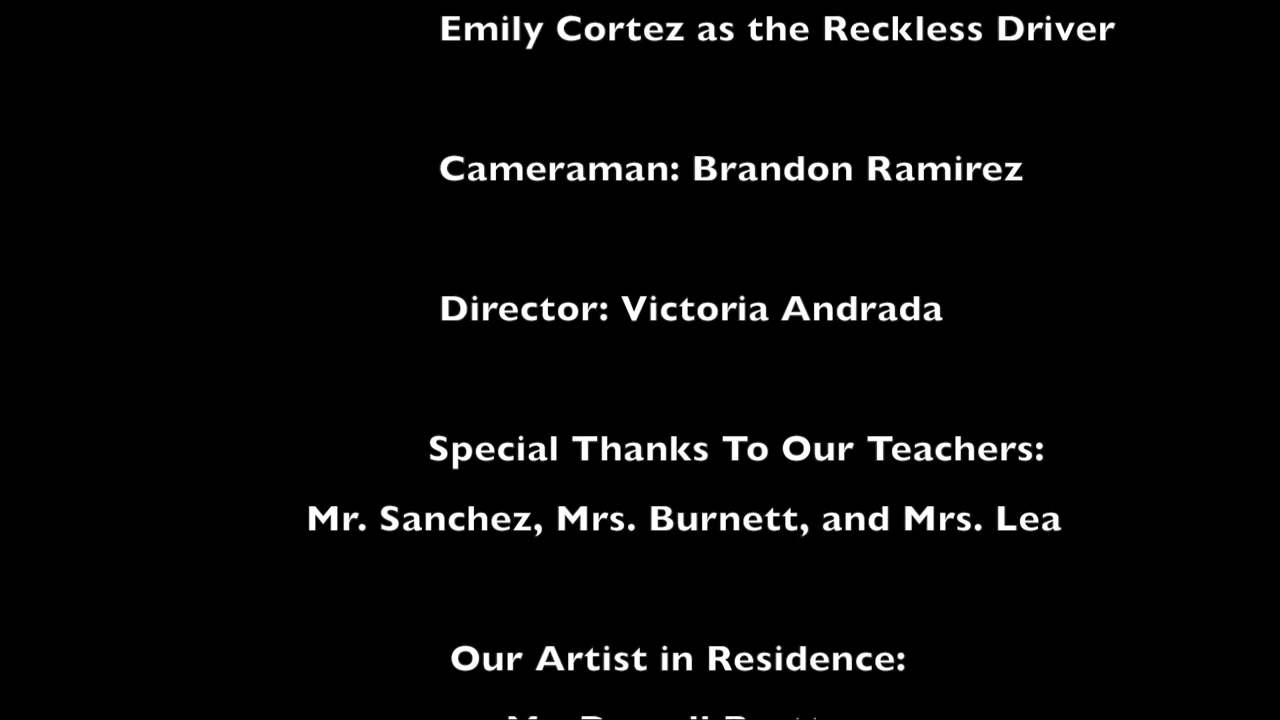 Emily Cortez as the Reckless Driver
Cameraman: Brandon Ramirez
Director: Victoria Andrada
Special Thanks To Our Teachers:
Mr. Sanchez, Mrs. Burnett, and Mrs. Lea
Our Artist in Residence: